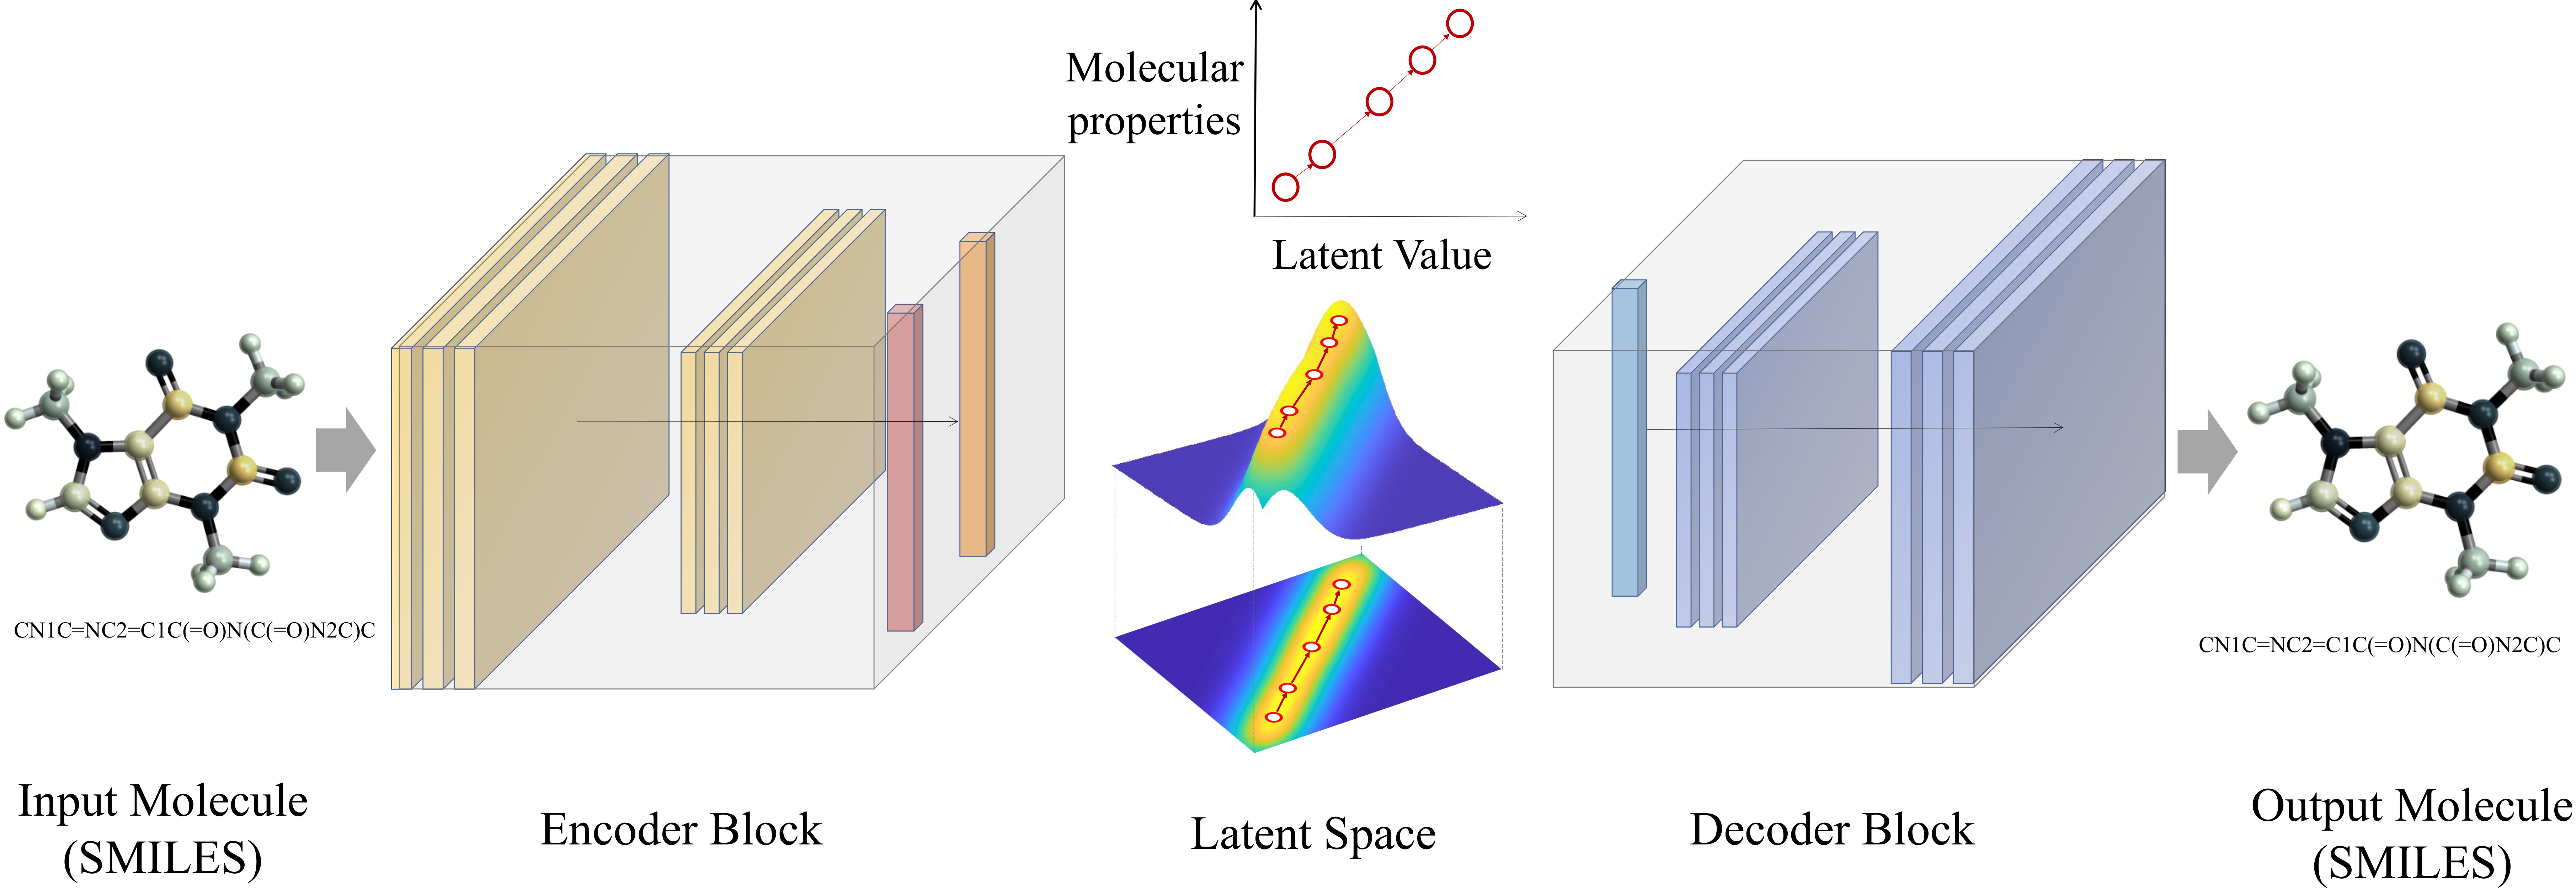 Molecular
properties
Latent Value
CN1C=NC2=C1C(=O)N(C(=O)N2C)C
CN1C=NC2=C1C(=O)N(C(=O)N2C)C
Input Molecule
(SMILES)
Encoder Block
Latent Space
Decoder Block
Output Molecule
(SMILES)